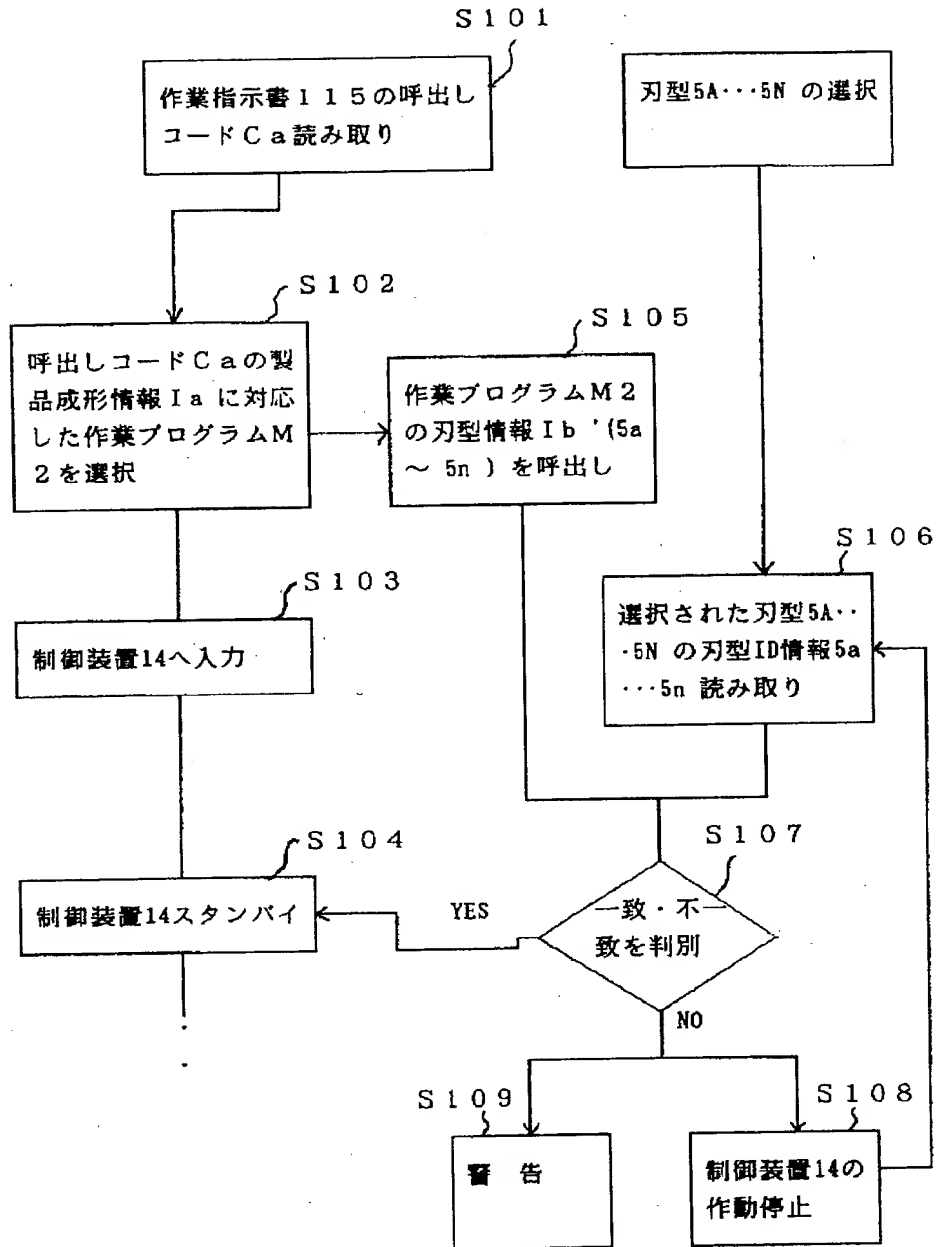 S101
作業指示書115の呼出し
コードCa読み取り
刃型5A···5N の選択
S102
呼出しコードCaの製
品成形情報Iaに対応
した作業プログラムM
2を選択
S105
作業プログラムM2
の刃型情報Ib'(5a
~ 5n ) を呼出し
S103
制御装置14へ入力
S106
選択された刃型5A··
·5N の刃型ID情報5a
···5n 読み取り
S104
制御装置14スタンバイ
YES
S107
一致・不一
致を判別
NO
S109
警 告
S108
制御装置14の
作動停止